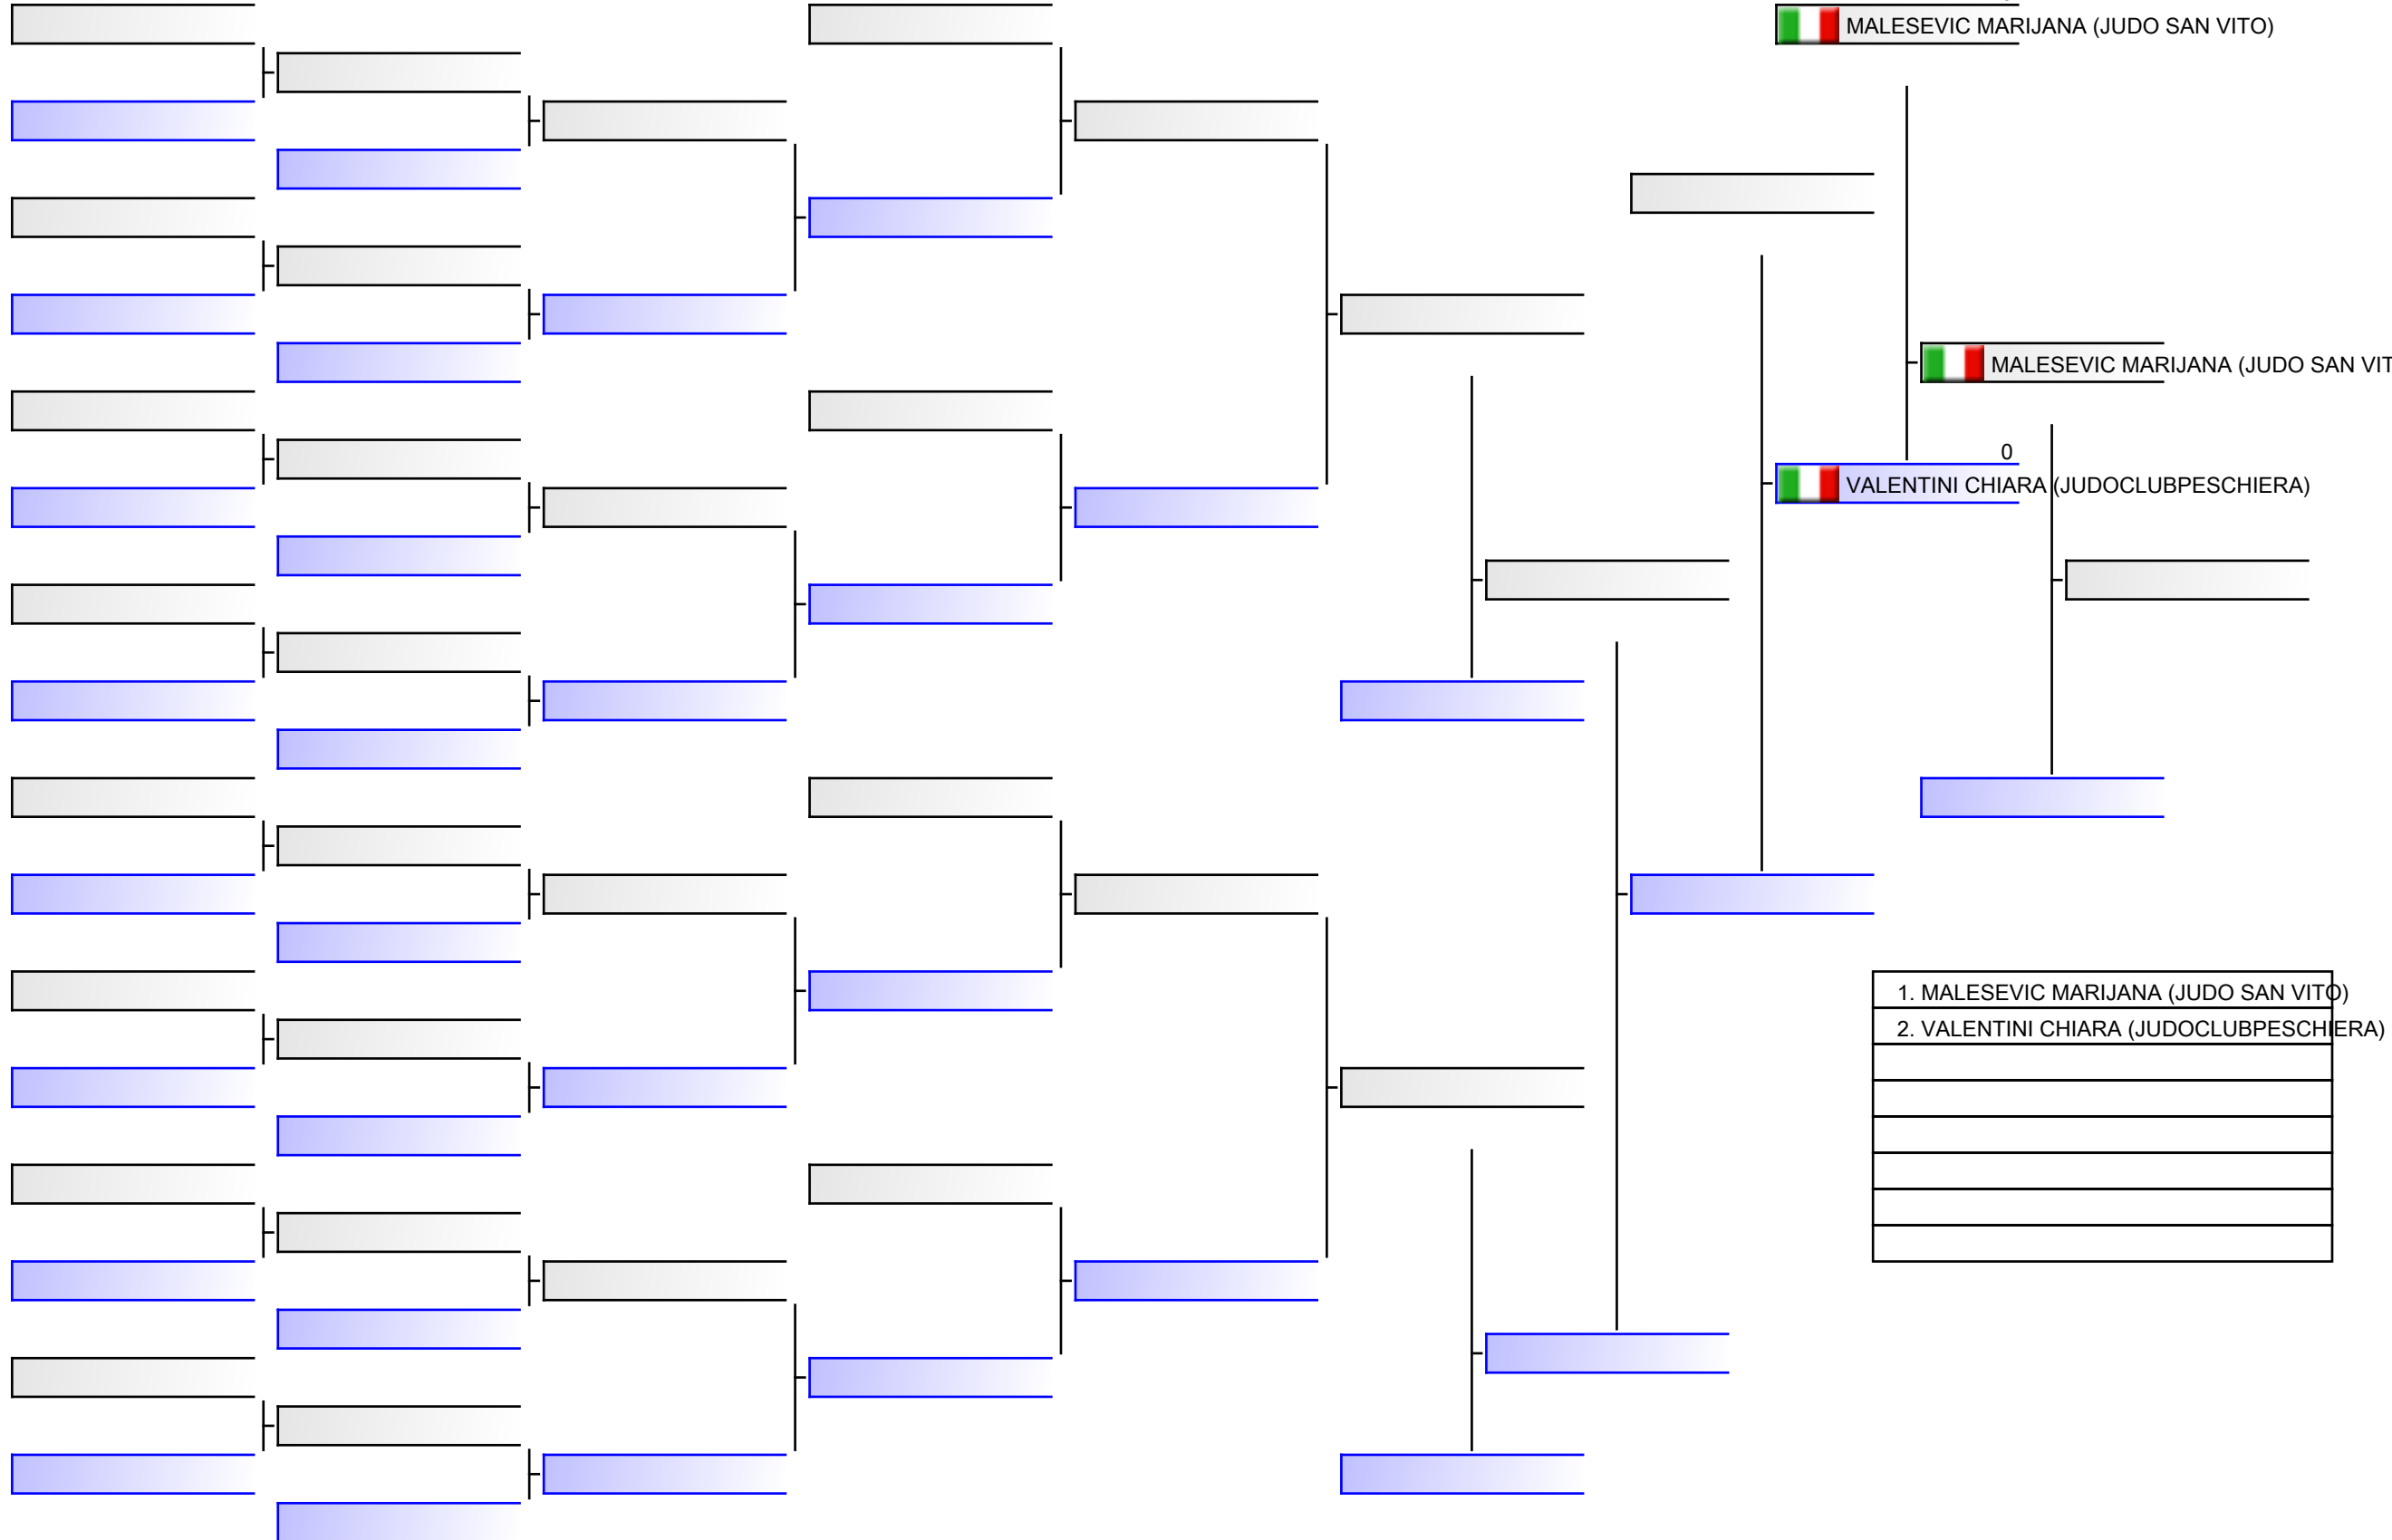 MALESEVIC MARIJANA (JUDO SAN VITO)
MALESEVIC MARIJANA (JUDO SAN VIT
0
VALENTINI CHIARA (JUDOCLUBPESCHIERA)
1. MALESEVIC MARIJANA (JUDO SAN VITO)
2. VALENTINI CHIARA (JUDOCLUBPESCHIERA)